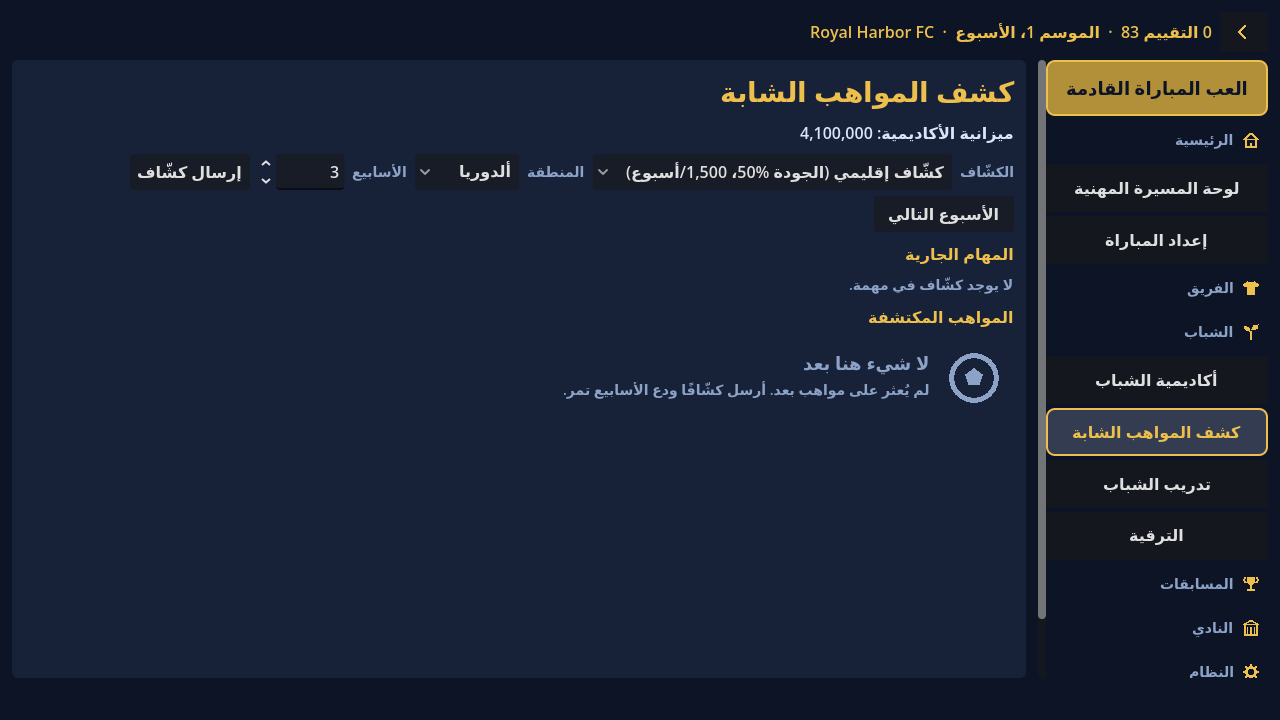 Royal Harbor FC · الموسم 1، الأسبوع · 83 التقييم 0
العب المباراة القادمة
الرئيسية
لوحة المسيرة المهنية
إعداد المباراة
الفريق
الشباب
أكاديمية الشباب
كشف المواهب الشابة
تدريب الشباب
الترقية
المسابقات
النادي
النظام
كشف المواهب الشابة
ميزانية الأكاديمية: 4,100,000
الكشّاف كشّاف إقليمي (الجودة 50%، 1,500/أسبوع) المنطقة ألدوريا الأسابيع 3 إرسال كشّاف
الأسبوع التالي
المهام الجارية
لا يوجد كشّاف في مهمة.
المواهب المكتشفة
لا شيء هنا بعد
لم يُعثر على مواهب بعد. أرسل كشّافًا ودع الأسابيع تمر.